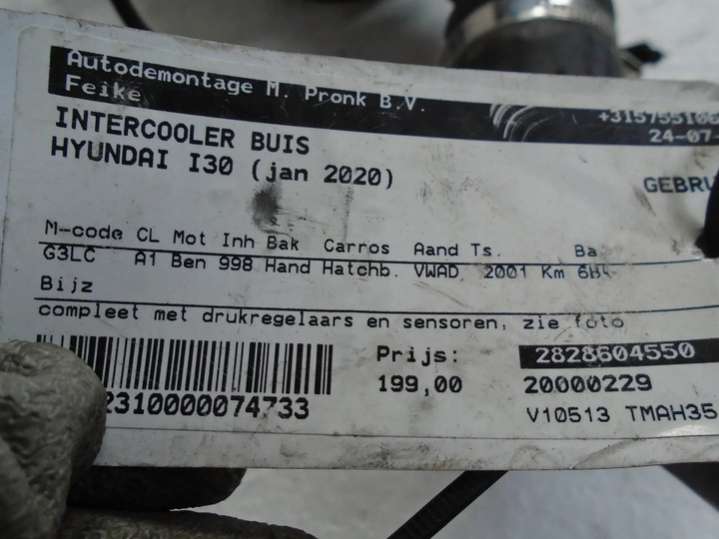 Autodemontage M. Pronk B.V.
Feike
24-07-
INTERCOOLER BUIS
HYUNDAI I30 (jan 2020)
GEBRU
M-code CL Mot Inh Bak Carros Aand Ts. Ba
G3LC A1 Ben 998 Hand Hatchb. VWAD 2001 Km
Bijz
compleet met drukregelaars en sensoren, zie foto
Prijs: 2828604550
199,00 20000229
2310000074733
V10513 TMAH35